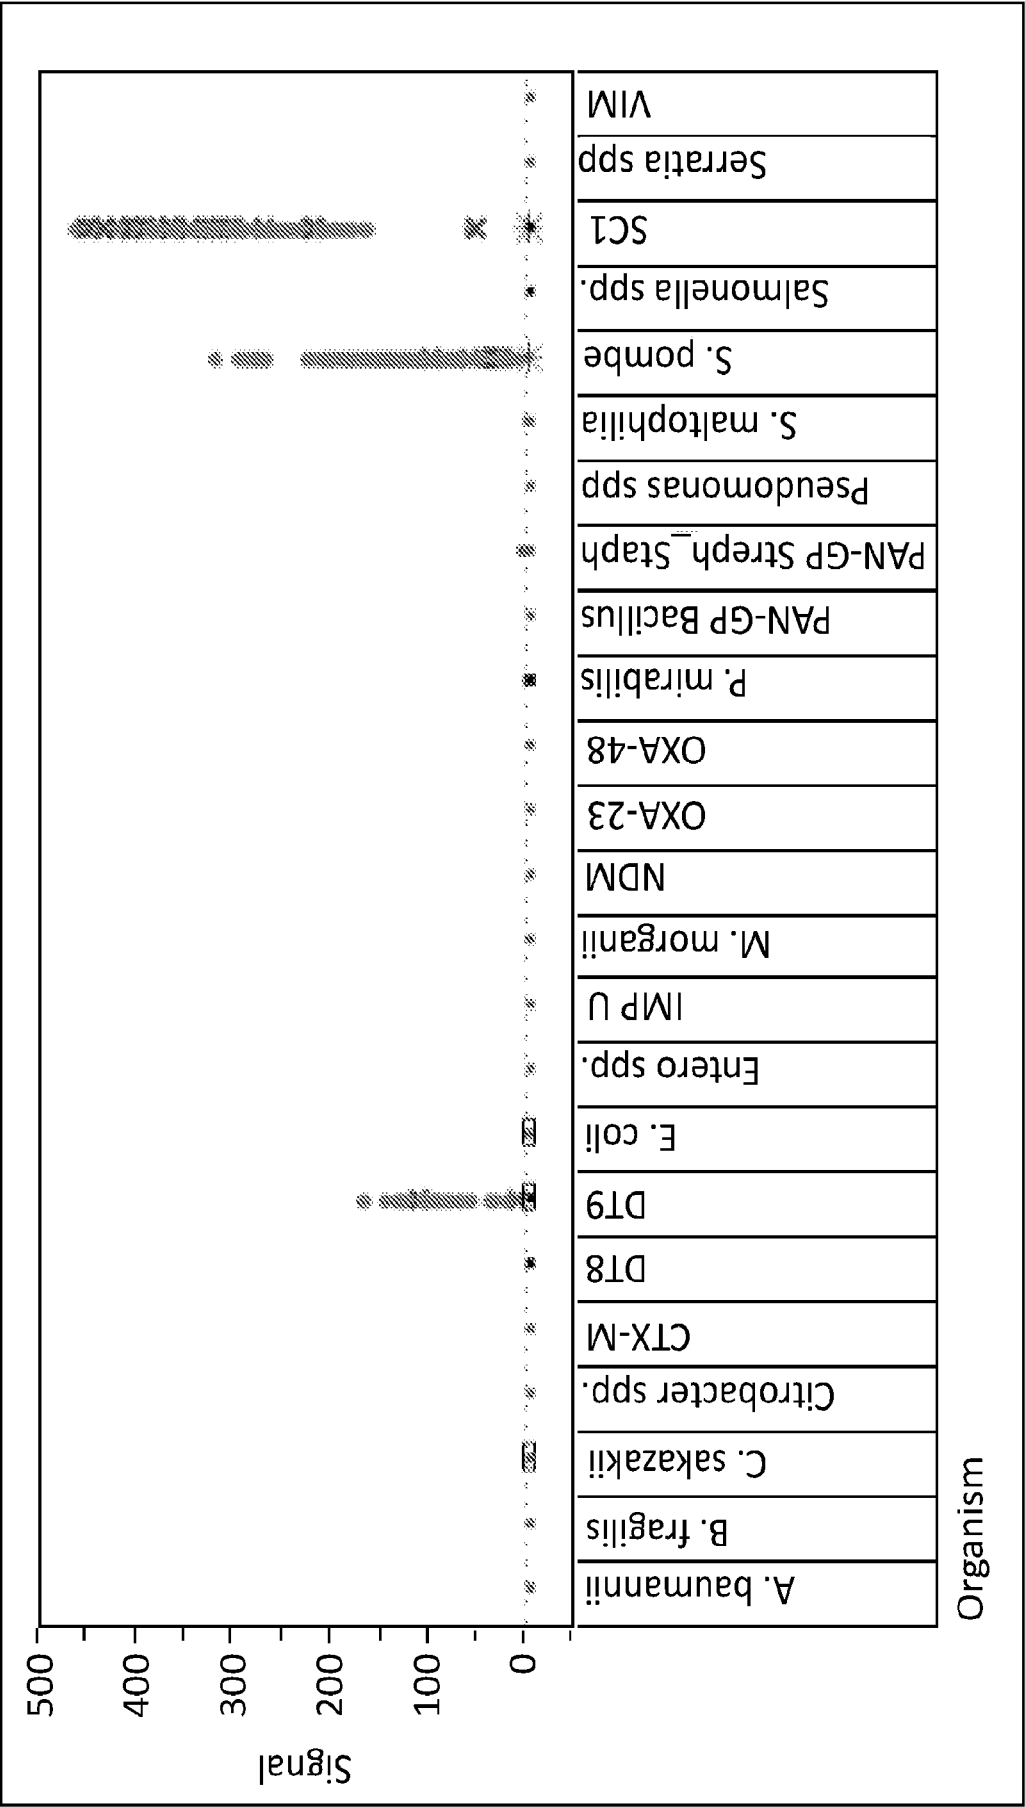 Signal
500
400
300
200
100
0
A. baumannii
B. fragilis
C. sakazakii
Citrobacter spp.
CTX-M
DT8
DT9
E. coli
Entero spp.
IMP U
M. morganii
NDM
OXA-23
OXA-48
P. mirabilis
PAN-GP Bacillus
PAN-GP Streph_Staph
Pseudomonas spp
S. maltophilia
S. pombe
Salmonella spp.
SC1
Serratia spp
VIM
Organism